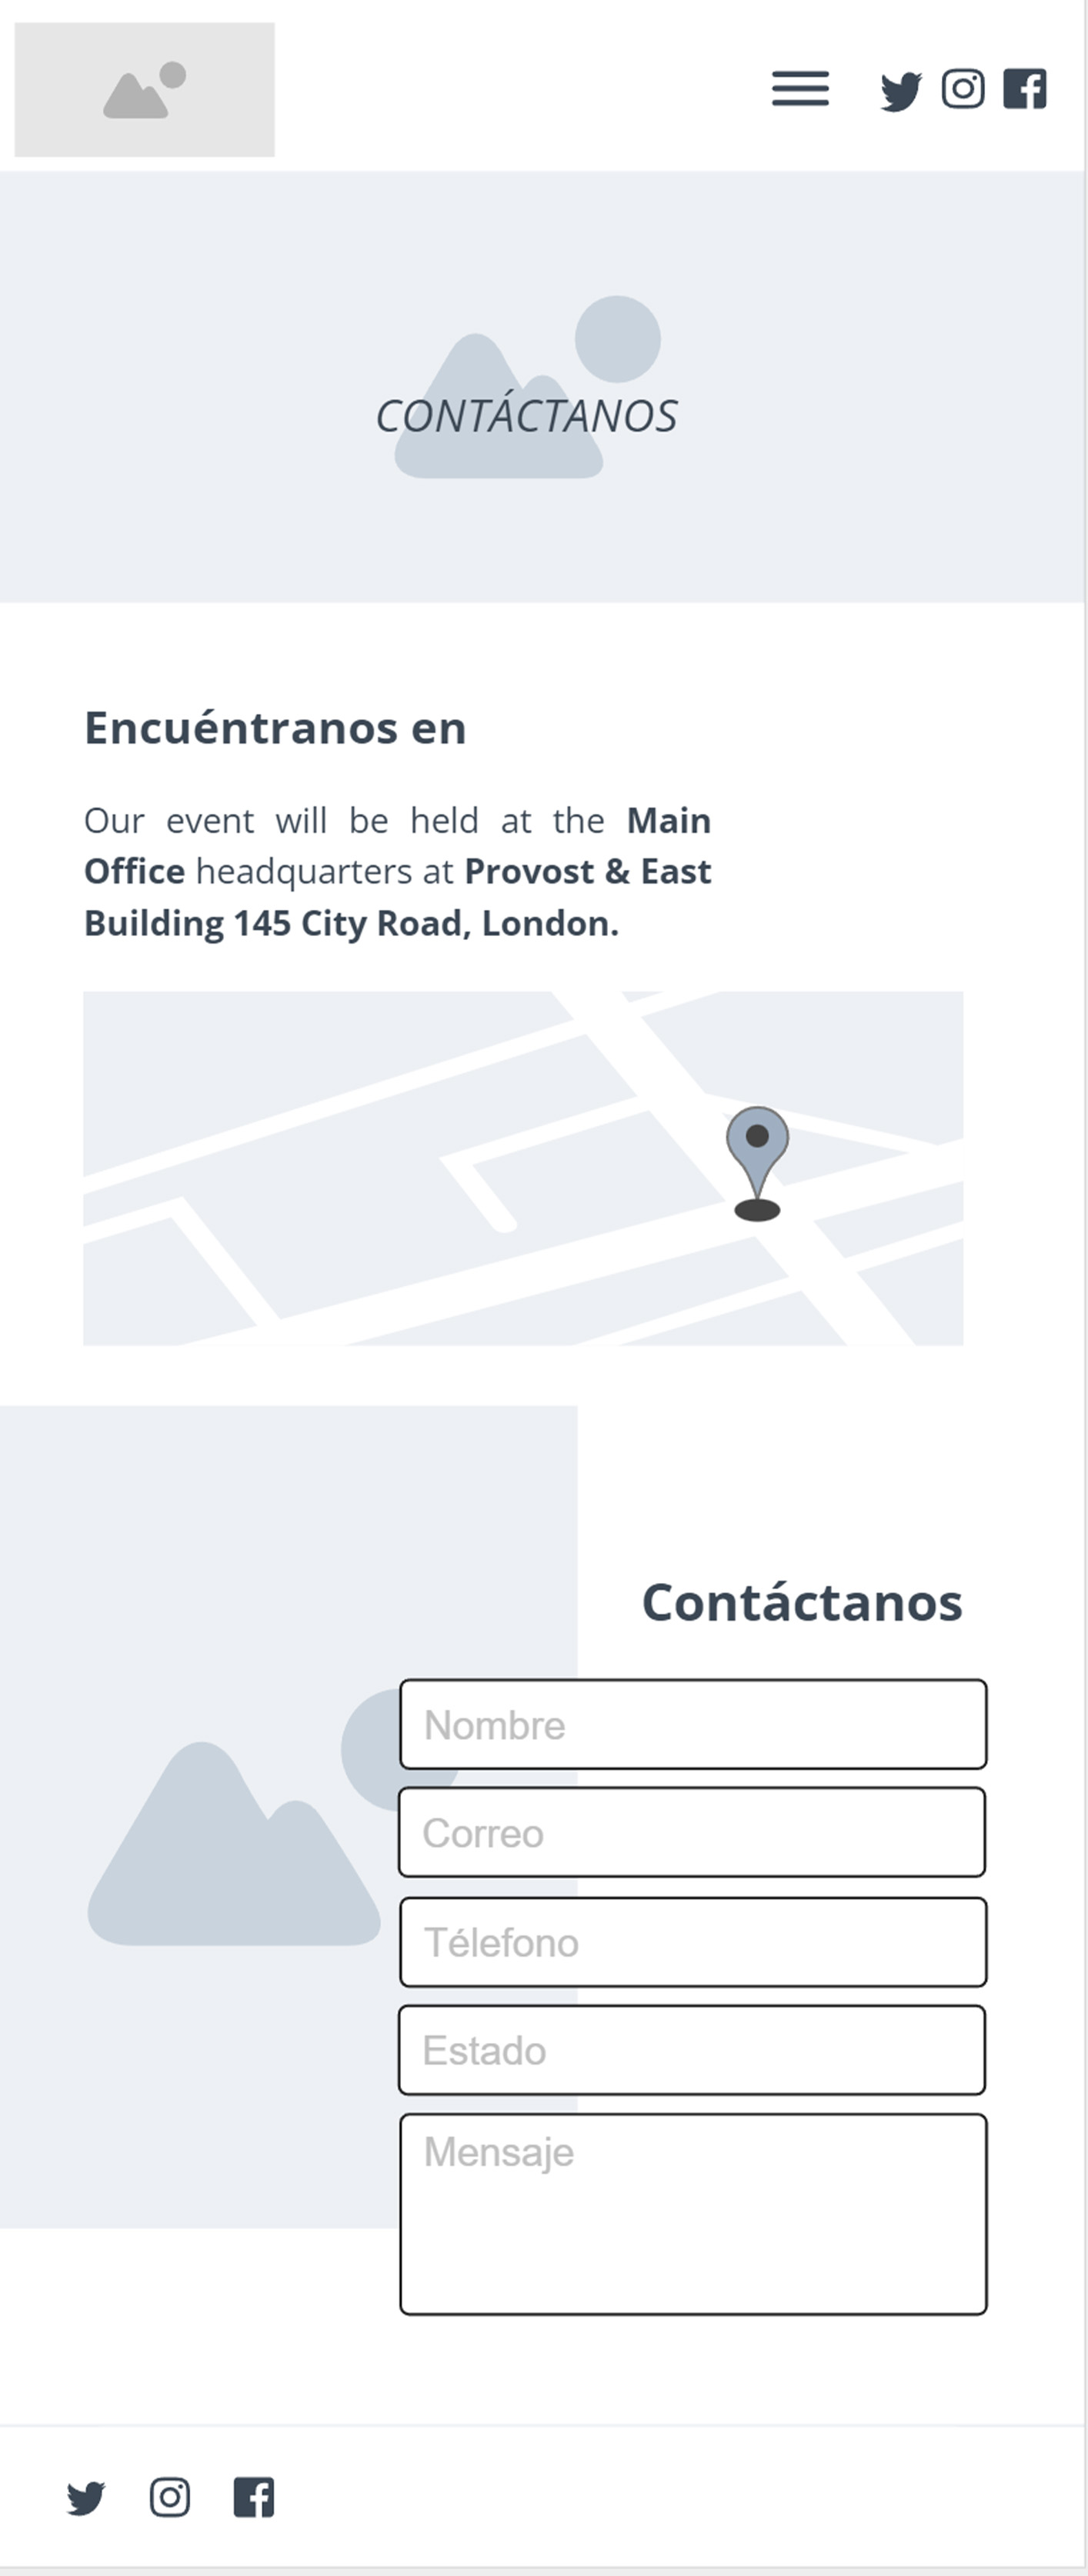 CONTÁCTANOS
Encuéntranos en
Our event will be held at the Main
Office headquarters at Provost & East
Building 145 City Road, London.
Contáctanos
Nombre
Correo
Télefono
Estado
Mensaje